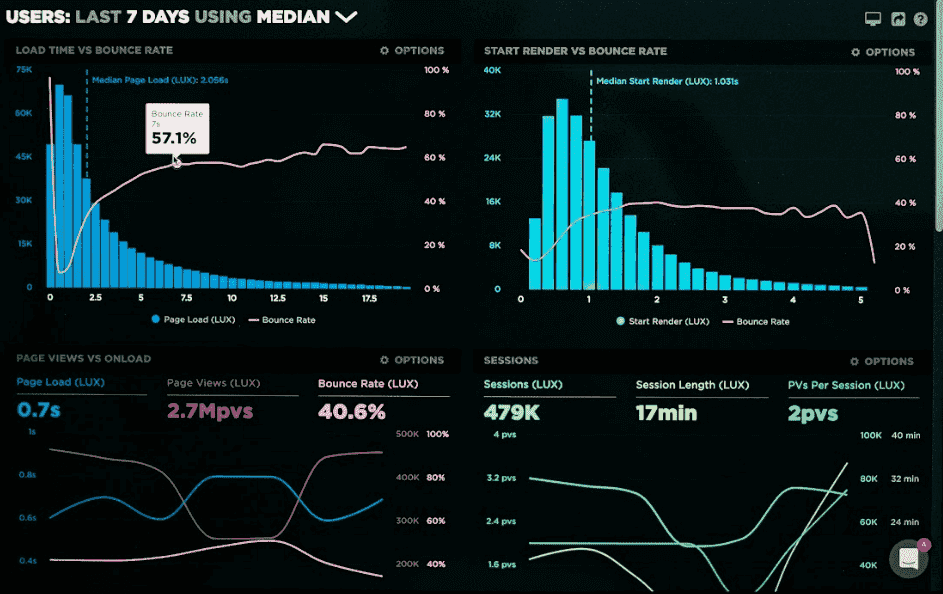 USERS: LAST 7 DAYS USING MEDIAN
LOAD TIME VS BOUNCE RATE
OPTIONS
75K
60K
45K
30K
15K
0
Median Page Load (LUX): 2.056s
Bounce Rate
7s
57.1%
100 %
80 %
60 %
40 %
20 %
0 %
0 2.5 5 7.5 10 12.5 15 17.5
Page Load (LUX) Bounce Rate
START RENDER VS BOUNCE RATE
OPTIONS
40K
32K
24K
16K
8K
0
Median Start Render (LUX): 1.031s
100 %
80 %
60 %
40 %
20 %
0 %
0 1 2 3 4 5
Start Render (LUX) Bounce Rate
PAGE VIEWS VS ONLOAD
OPTIONS
Page Load (LUX) Page Views (LUX) Bounce Rate (LUX)
0.7s 2.7Mpvs 40.6%
1s 500K 100%
0.8s 400K 80%
0.6s 300K 60%
0.4s 200K 40%
SESSIONS
OPTIONS
Sessions (LUX) Session Length (LUX) PVs Per Session (LUX)
479K 17min 2pvs
4 pvs 100K 40 min
3.2 pvs 80K 32 min
2.4 pvs 60K 24 min
1.6 pvs 40K
4